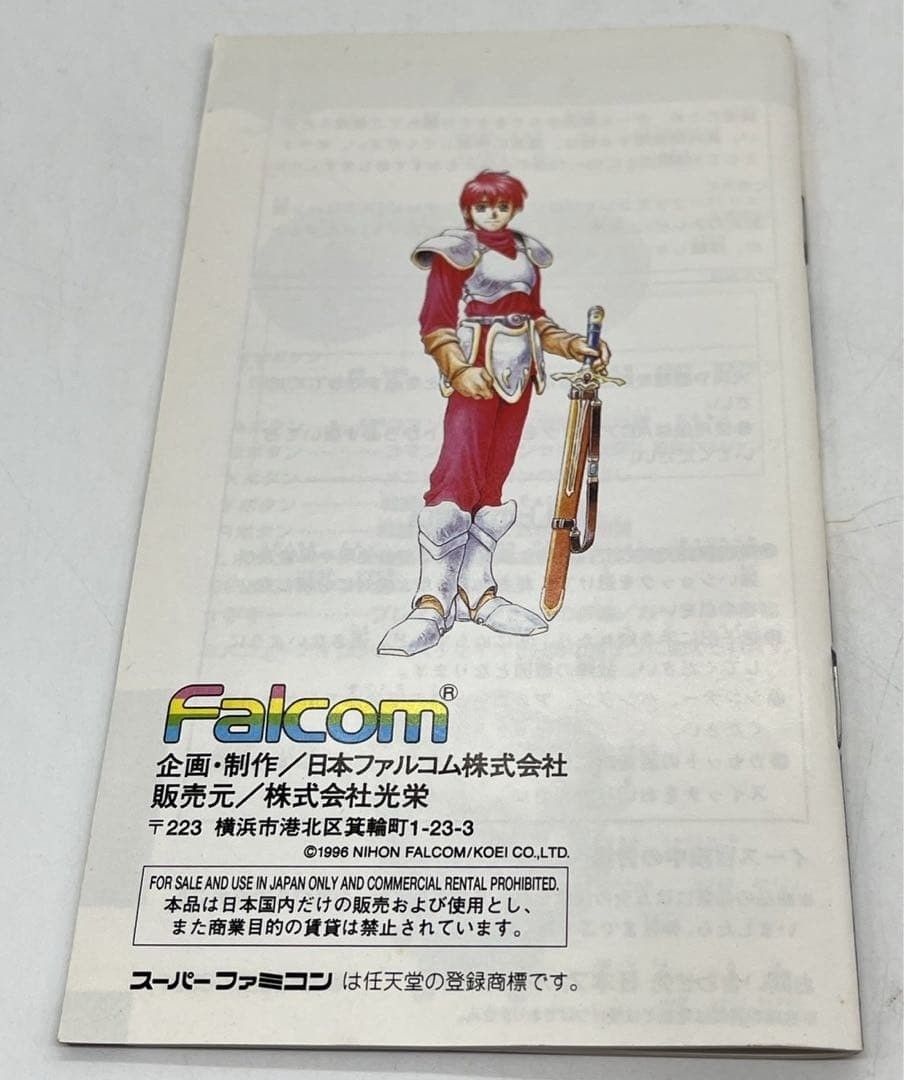 Falcom®
企画・制作／日本ファルコム株式会社
販売元／株式会社光栄
〒223 横浜市港北区箕輪町1-23-3
©1996 NIHON FALCOM/KOEI CO.,LTD.
FOR SALE AND USE IN JAPAN ONLY AND COMMERCIAL RENTAL PROHIBITED.
本品は日本国内だけの販売および使用とし、
また商業目的の賃貸は禁止されています。
スーパーファミコン は任天堂の登録商標です。